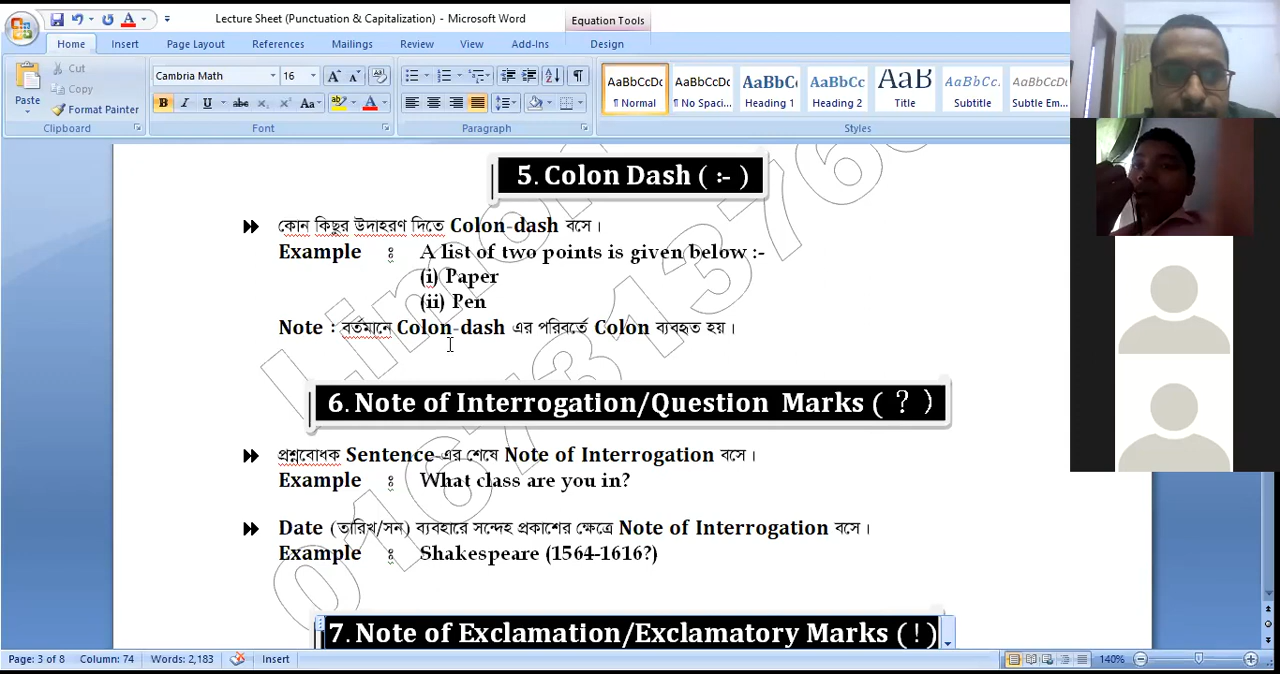 Lecture Sheet (Punctuation & Capitalization) - Microsoft Word
Equation Tools
Home Insert Page Layout References Mailings Review View Add-Ins Design
Cut
Copy
Format Painter
Paste
Clipboard
Cambria Math 16
Font
Paragraph
AaBbCcDc AaBbCcDc AaBbC AaBbCc AaB AaBbCc. AaBbCcDc
¶ Normal ¶ No Spaci... Heading 1 Heading 2 Title Subtitle Subtle Em...
Styles
5. Colon Dash ( :- )
কোন কিছুর উদাহরণ দিতে Colon-dash বসে।
Example : A list of two points is given below :-
(i) Paper
(ii) Pen
Note : বর্তমানে Colon-dash এর পরিবর্তে Colon ব্যবহৃত হয়।
6. Note of Interrogation/Question Marks ( ? )
প্রশ্নবোধক Sentence-এর শেষে Note of Interrogation বসে।
Example : What class are you in?
Date (তারিখ/সন) ব্যবহারে সন্দেহ প্রকাশের ক্ষেত্রে Note of Interrogation বসে।
Example : Shakespeare (1564-1616?)
7. Note of Exclamation/Exclamatory Marks ( ! )
Page: 3 of 8 Column: 74 Words: 2,183 Insert 140%